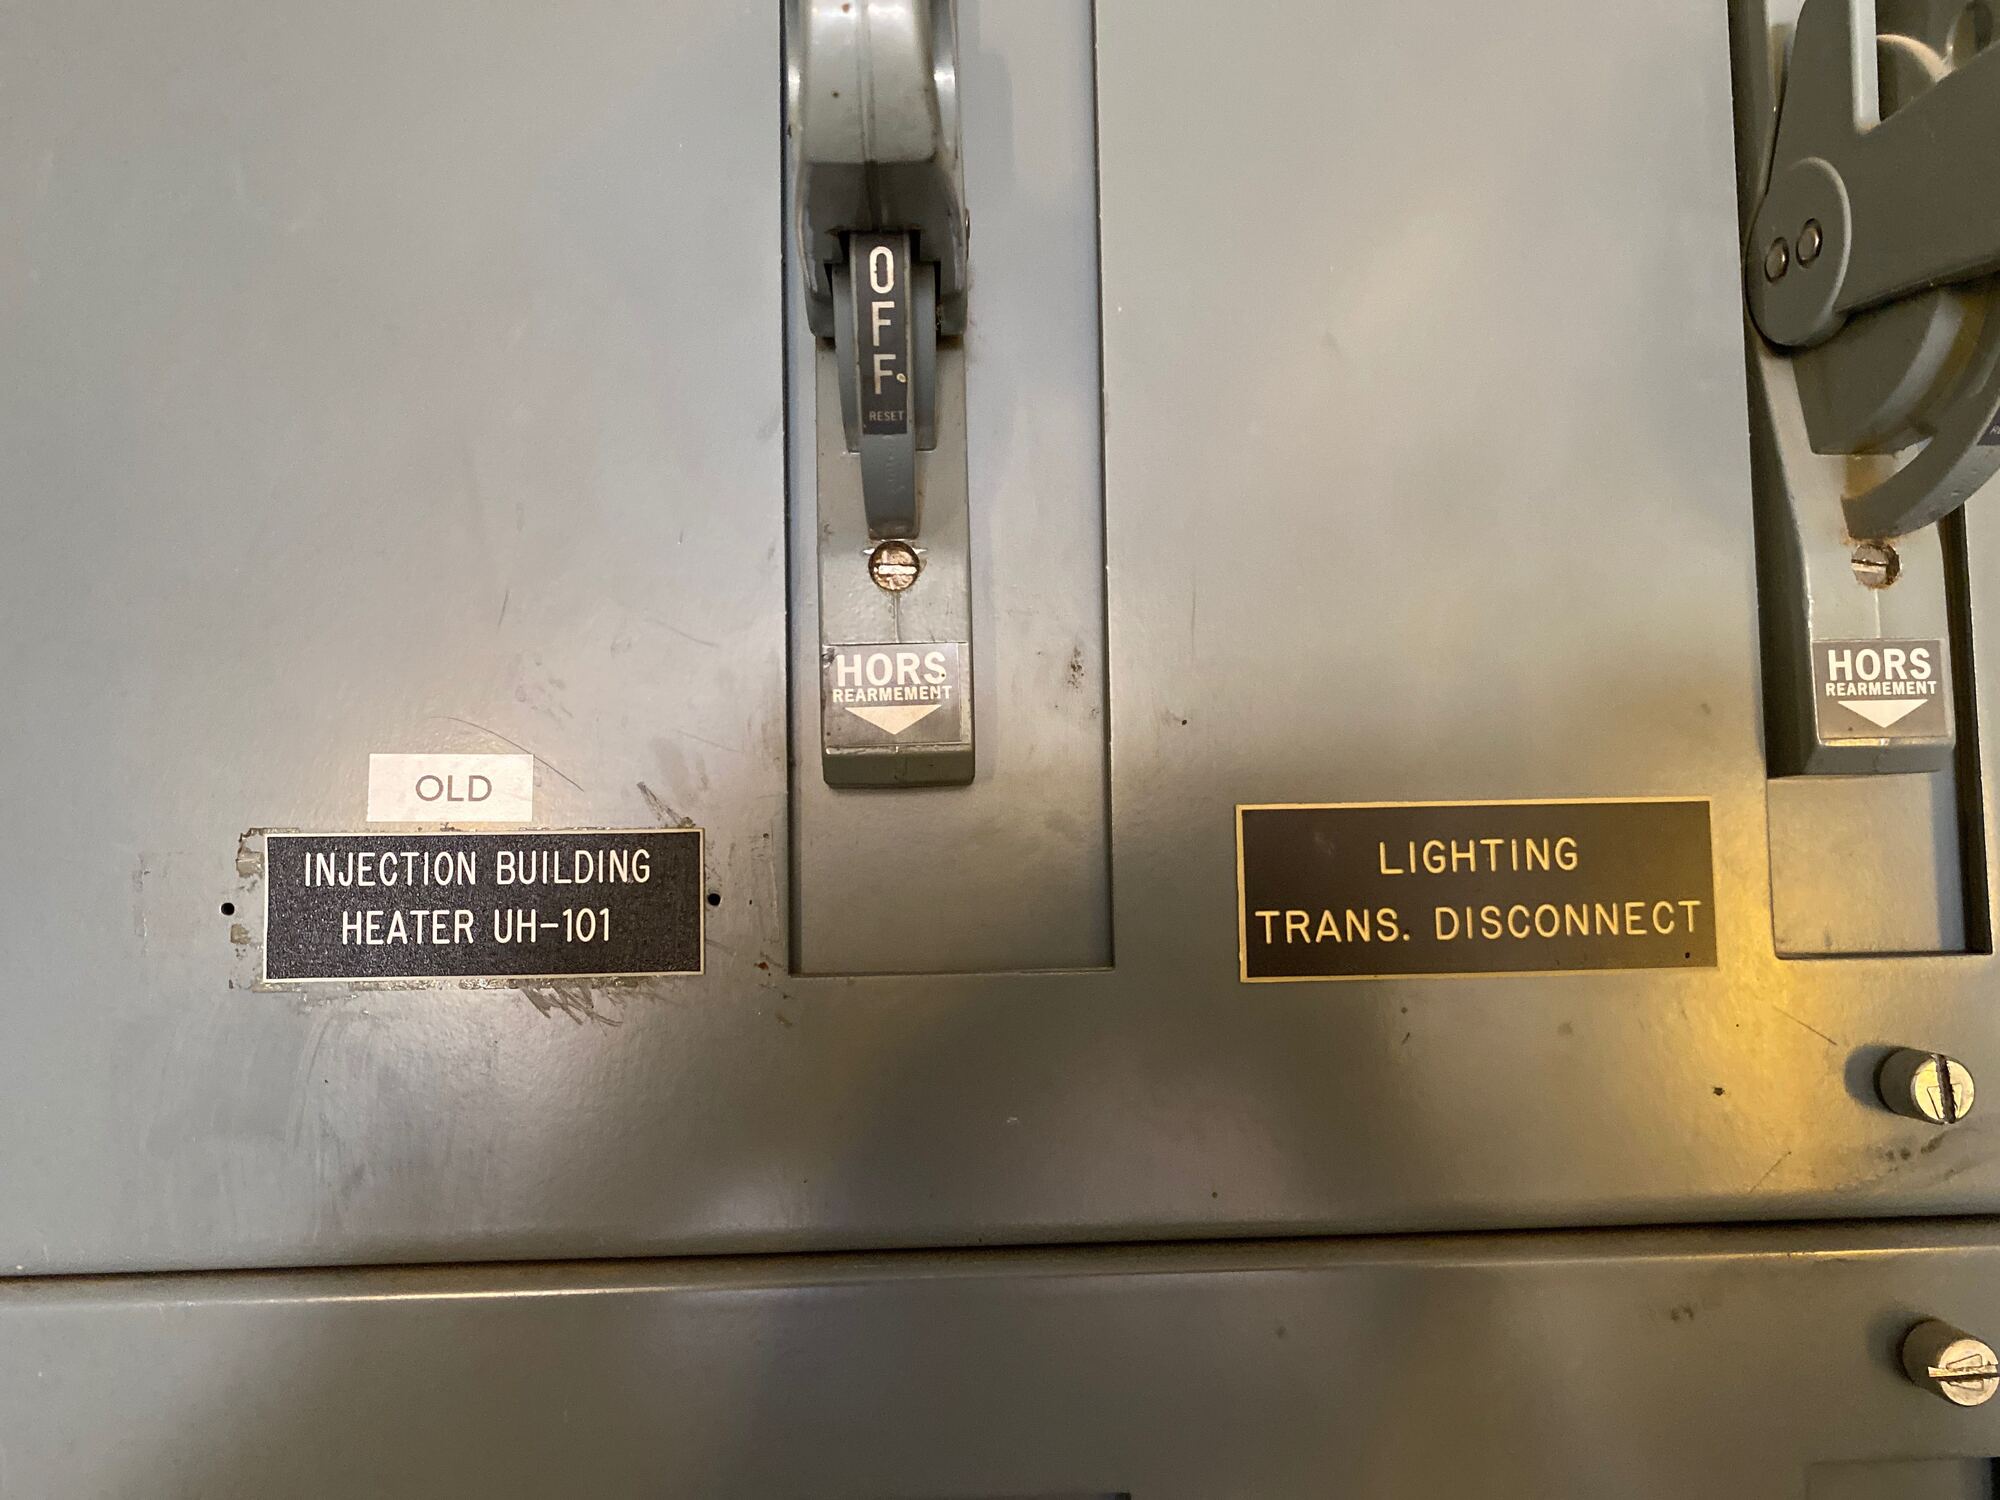 OFF
RESET
HORS
REARMEMENT
HORS
REARMEMENT
OLD
INJECTION BUILDING
HEATER UH-101
LIGHTING
TRANS. DISCONNECT